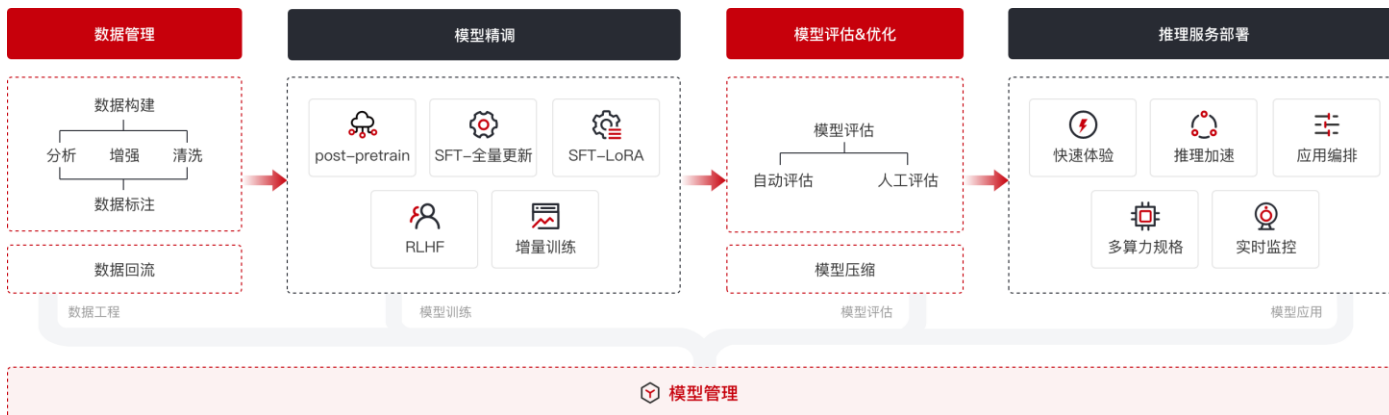 数据管理
模型精调
模型评估&优化
推理服务部署
数据构建
分析 增强 清洗
数据标注
数据回流
post-pretrain
SFT-全量更新
SFT-LoRA
RLHF
增量训练
模型评估
自动评估 人工评估
模型压缩
快速体验
推理加速
应用编排
多算力规格
实时监控
数据工程
模型训练
模型评估
模型应用
模型管理